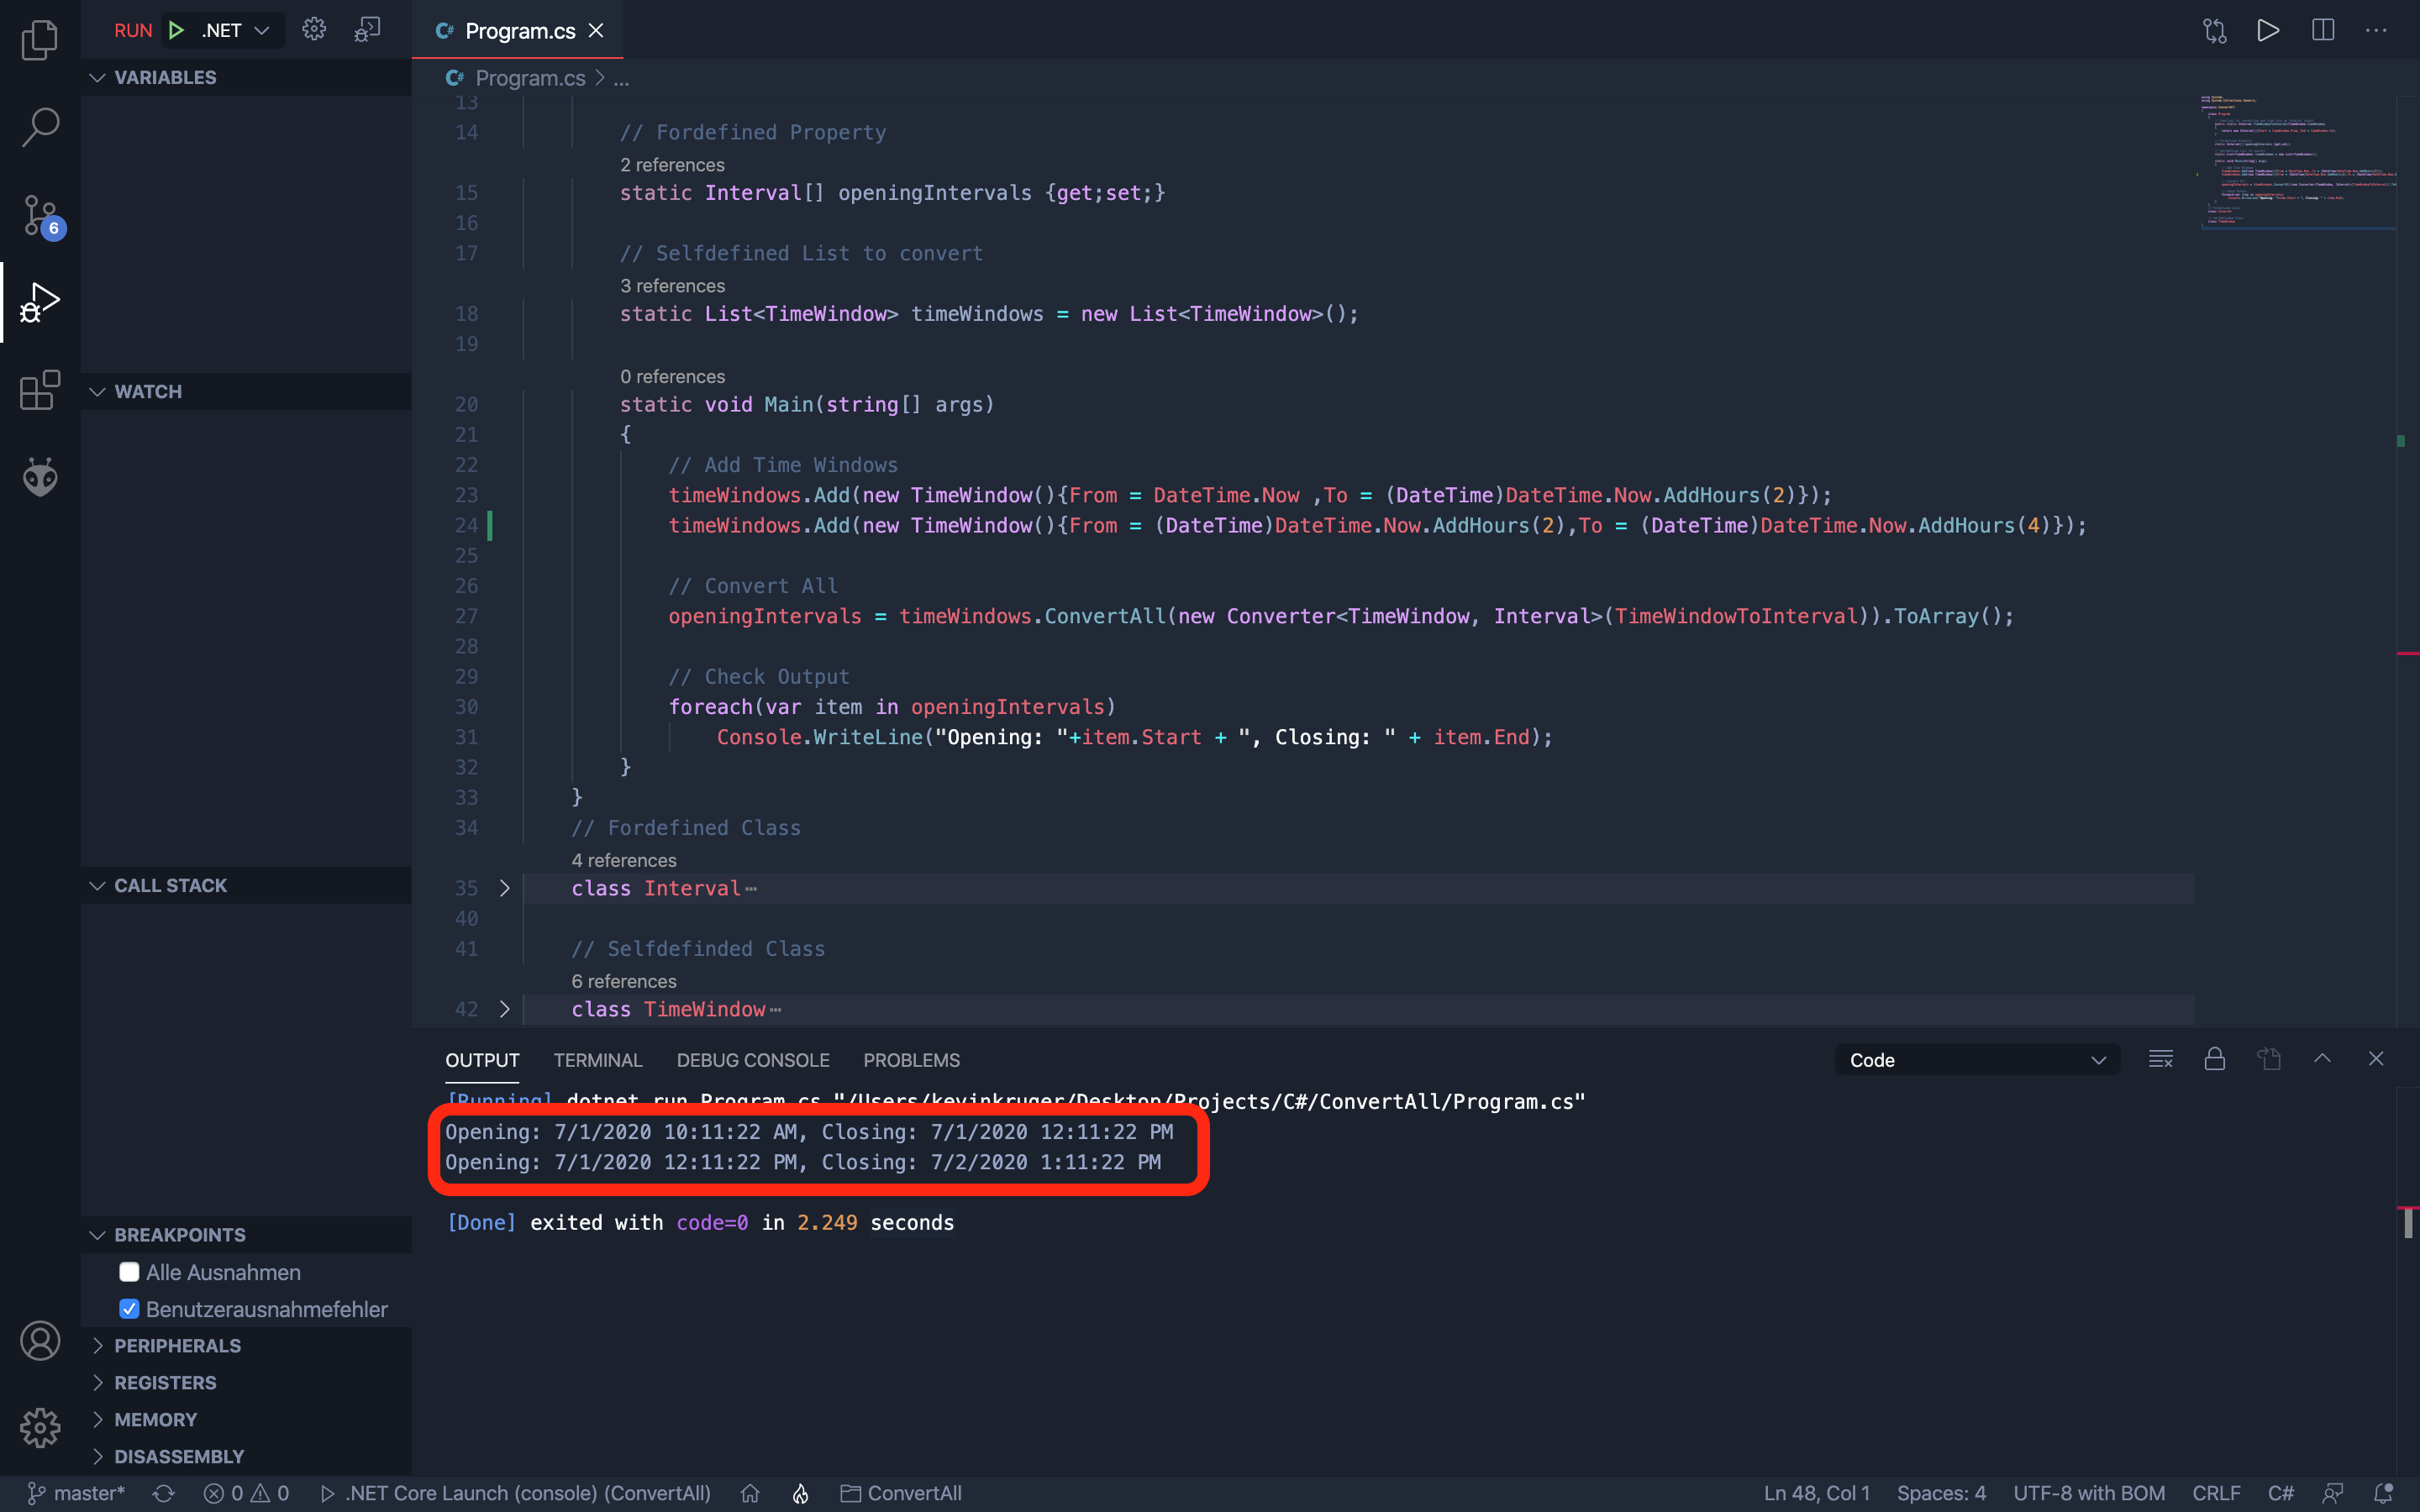 RUN .NET
Program.cs
VARIABLES
Program.cs > ...
13
14 // Fordefined Property
2 references
15 static Interval[] openingIntervals {get;set;}
16
17 // Selfdefined List to convert
3 references
18 static List<TimeWindow> timeWindows = new List<TimeWindow>();
19
0 references
20 static void Main(string[] args)
21 {
22 // Add Time Windows
23 timeWindows.Add(new TimeWindow(){From = DateTime.Now ,To = (DateTime)DateTime.Now.AddHours(2)});
24 timeWindows.Add(new TimeWindow(){From = (DateTime)DateTime.Now.AddHours(2),To = (DateTime)DateTime.Now.AddHours(4)});
25
26 // Convert All
27 openingIntervals = timeWindows.ConvertAll(new Converter<TimeWindow, Interval>(TimeWindowToInterval)).ToArray();
28
29 // Check Output
30 foreach(var item in openingIntervals)
31 Console.WriteLine("Opening: "+item.Start + ", Closing: " + item.End);
32 }
33 }
34 // Fordefined Class
4 references
35 class Interval…
40
41 // Selfdefinded Class
6 references
42 class TimeWindow…
6
WATCH
CALL STACK
BREAKPOINTS
Alle Ausnahmen
Benutzerausnahmefehler
PERIPHERALS
REGISTERS
MEMORY
DISASSEMBLY
OUTPUT TERMINAL DEBUG CONSOLE PROBLEMS Code
[Running] dotnet run Program.cs "/Users/kevinkruger/Desktop/Projects/C#/ConvertAll/Program.cs"
Opening: 7/1/2020 10:11:22 AM, Closing: 7/1/2020 12:11:22 PM
Opening: 7/1/2020 12:11:22 PM, Closing: 7/2/2020 1:11:22 PM
[Done] exited with code=0 in 2.249 seconds
master* 0 0 .NET Core Launch (console) (ConvertAll) ConvertAll Ln 48, Col 1 Spaces: 4 UTF-8 with BOM CRLF C#